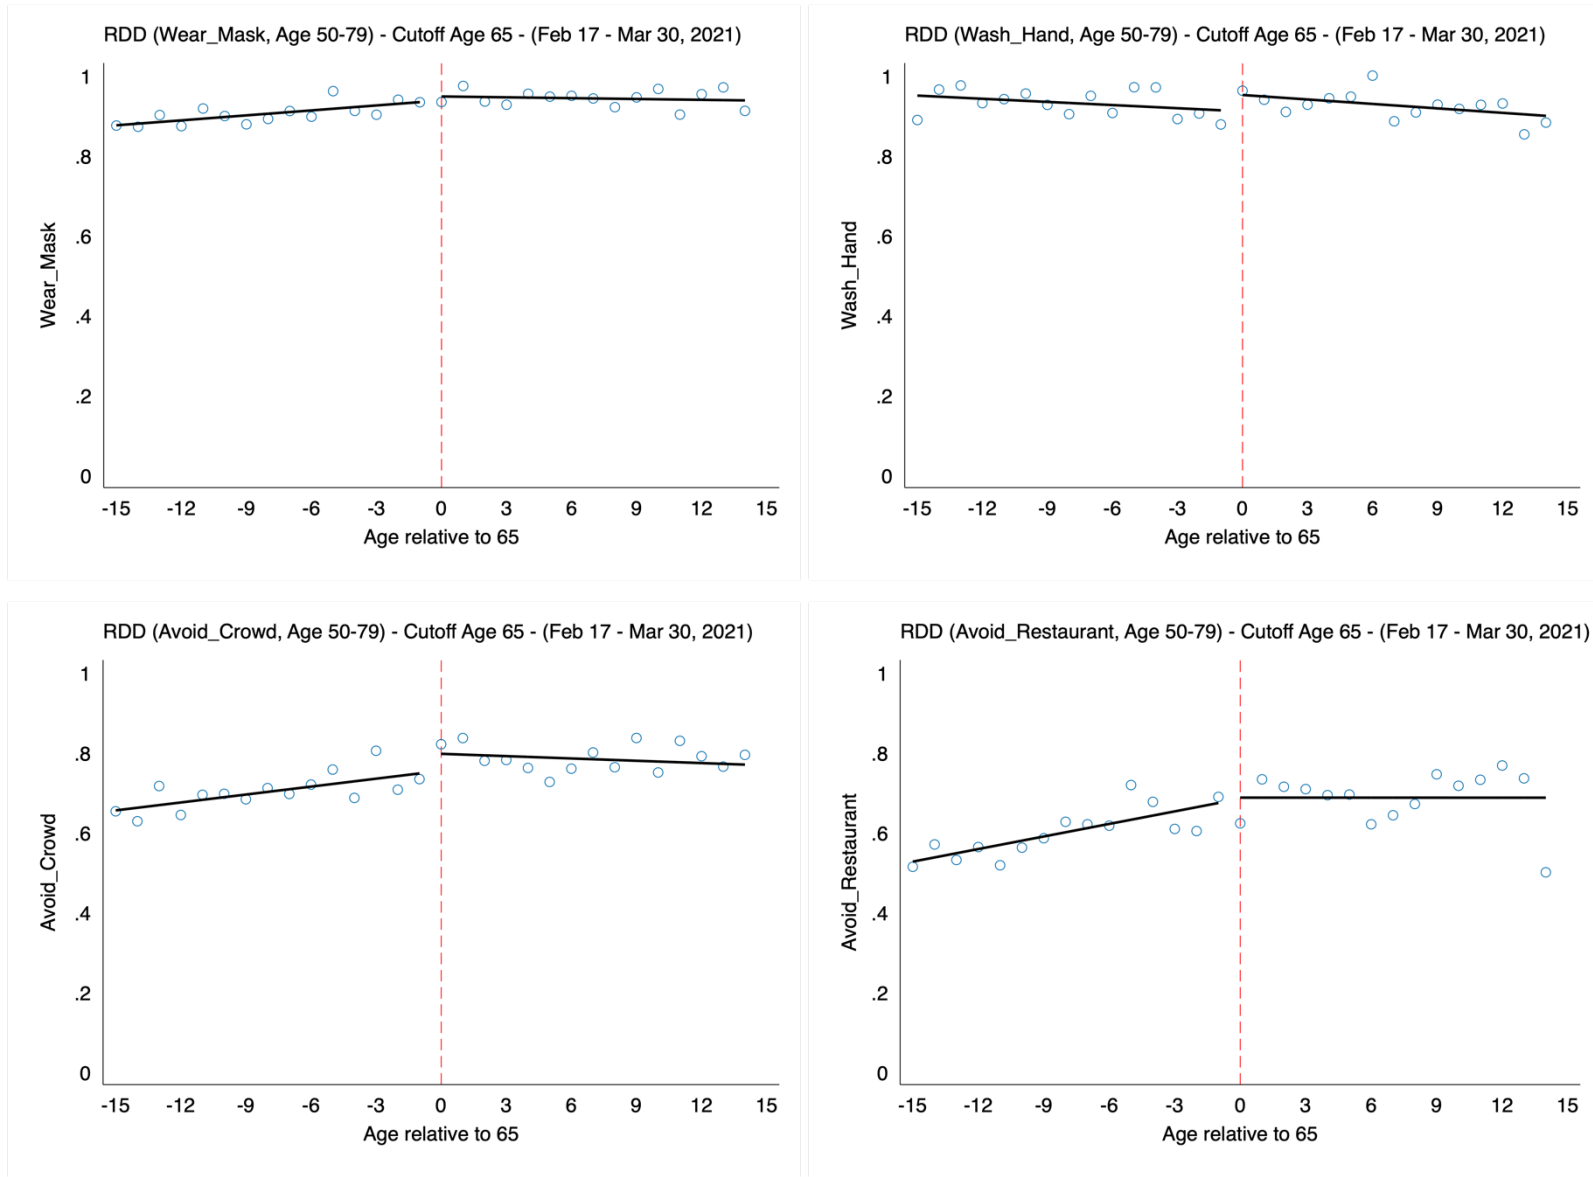 RDD (Wear_Mask, Age 50-79) - Cutoff Age 65 - (Feb 17 - Mar 30, 2021)
1
.8
.6
.4
.2
0
Wear_Mask
-15 -12 -9 -6 -3 0 3 6 9 12 15
Age relative to 65
RDD (Wash_Hand, Age 50-79) - Cutoff Age 65 - (Feb 17 - Mar 30, 2021)
1
.8
.6
.4
.2
0
Wash_Hand
-15 -12 -9 -6 -3 0 3 6 9 12 15
Age relative to 65
RDD (Avoid_Crowd, Age 50-79) - Cutoff Age 65 - (Feb 17 - Mar 30, 2021)
1
.8
.6
.4
.2
0
Avoid_Crowd
-15 -12 -9 -6 -3 0 3 6 9 12 15
Age relative to 65
RDD (Avoid_Restaurant, Age 50-79) - Cutoff Age 65 - (Feb 17 - Mar 30, 2021)
1
.8
.6
.4
.2
0
Avoid_Restaurant
-15 -12 -9 -6 -3 0 3 6 9 12 15
Age relative to 65